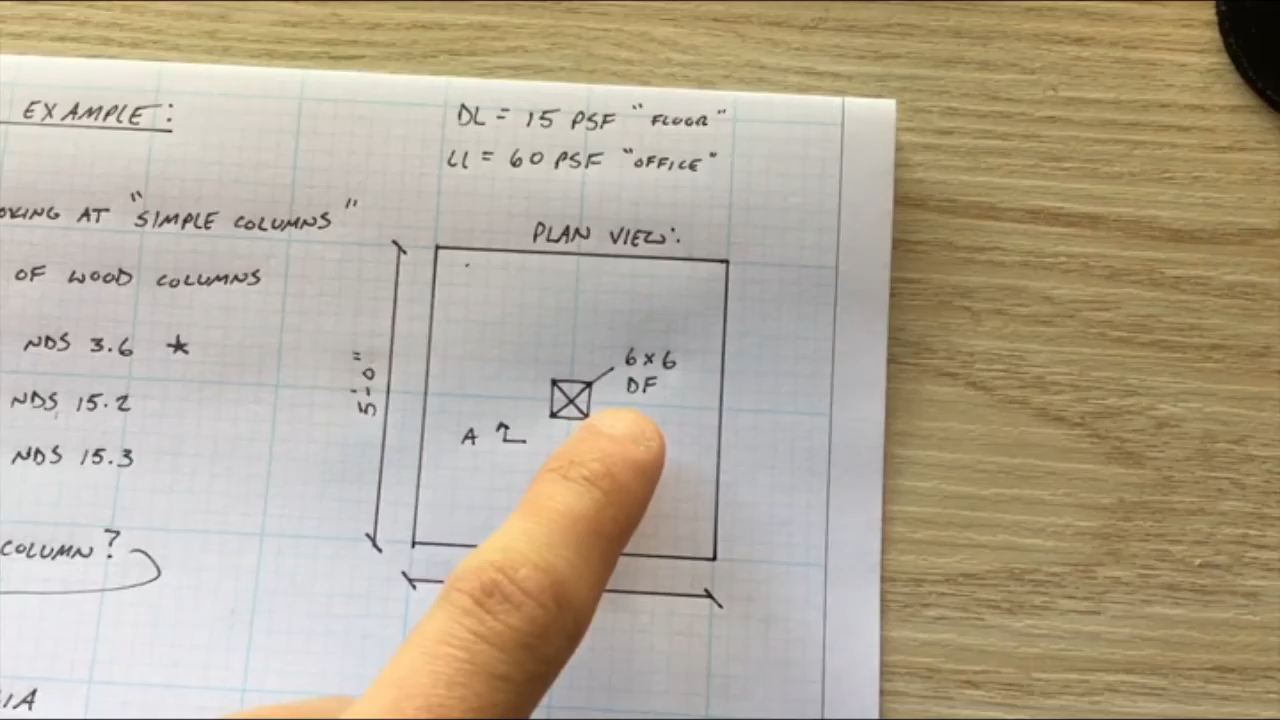 EXAMPLE:
DL = 15 PSF "FLOOR"
LL = 60 PSF "OFFICE"
AT "SIMPLE COLUMNS"
OF WOOD COLUMNS
NDS 3.6 ★
NDS 15.2
NDS 15.3
COLUMN?
PLAN VIEW:
5'-0"
6x6
DF
A